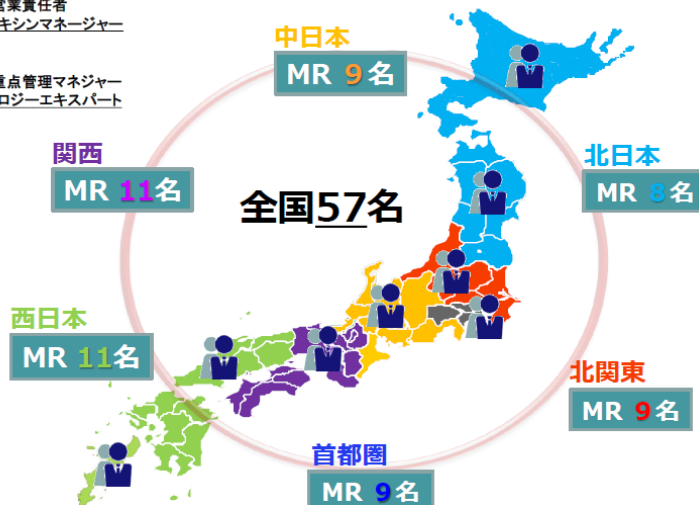 営業責任者
キシンマネージャー
重点管理マネジャー
ロジーエキスパート
中日本
MR 9名
北日本
MR 8名
関西
MR 11名
全国57名
西日本
MR 11名
北関東
MR 9名
首都圏
MR 9名